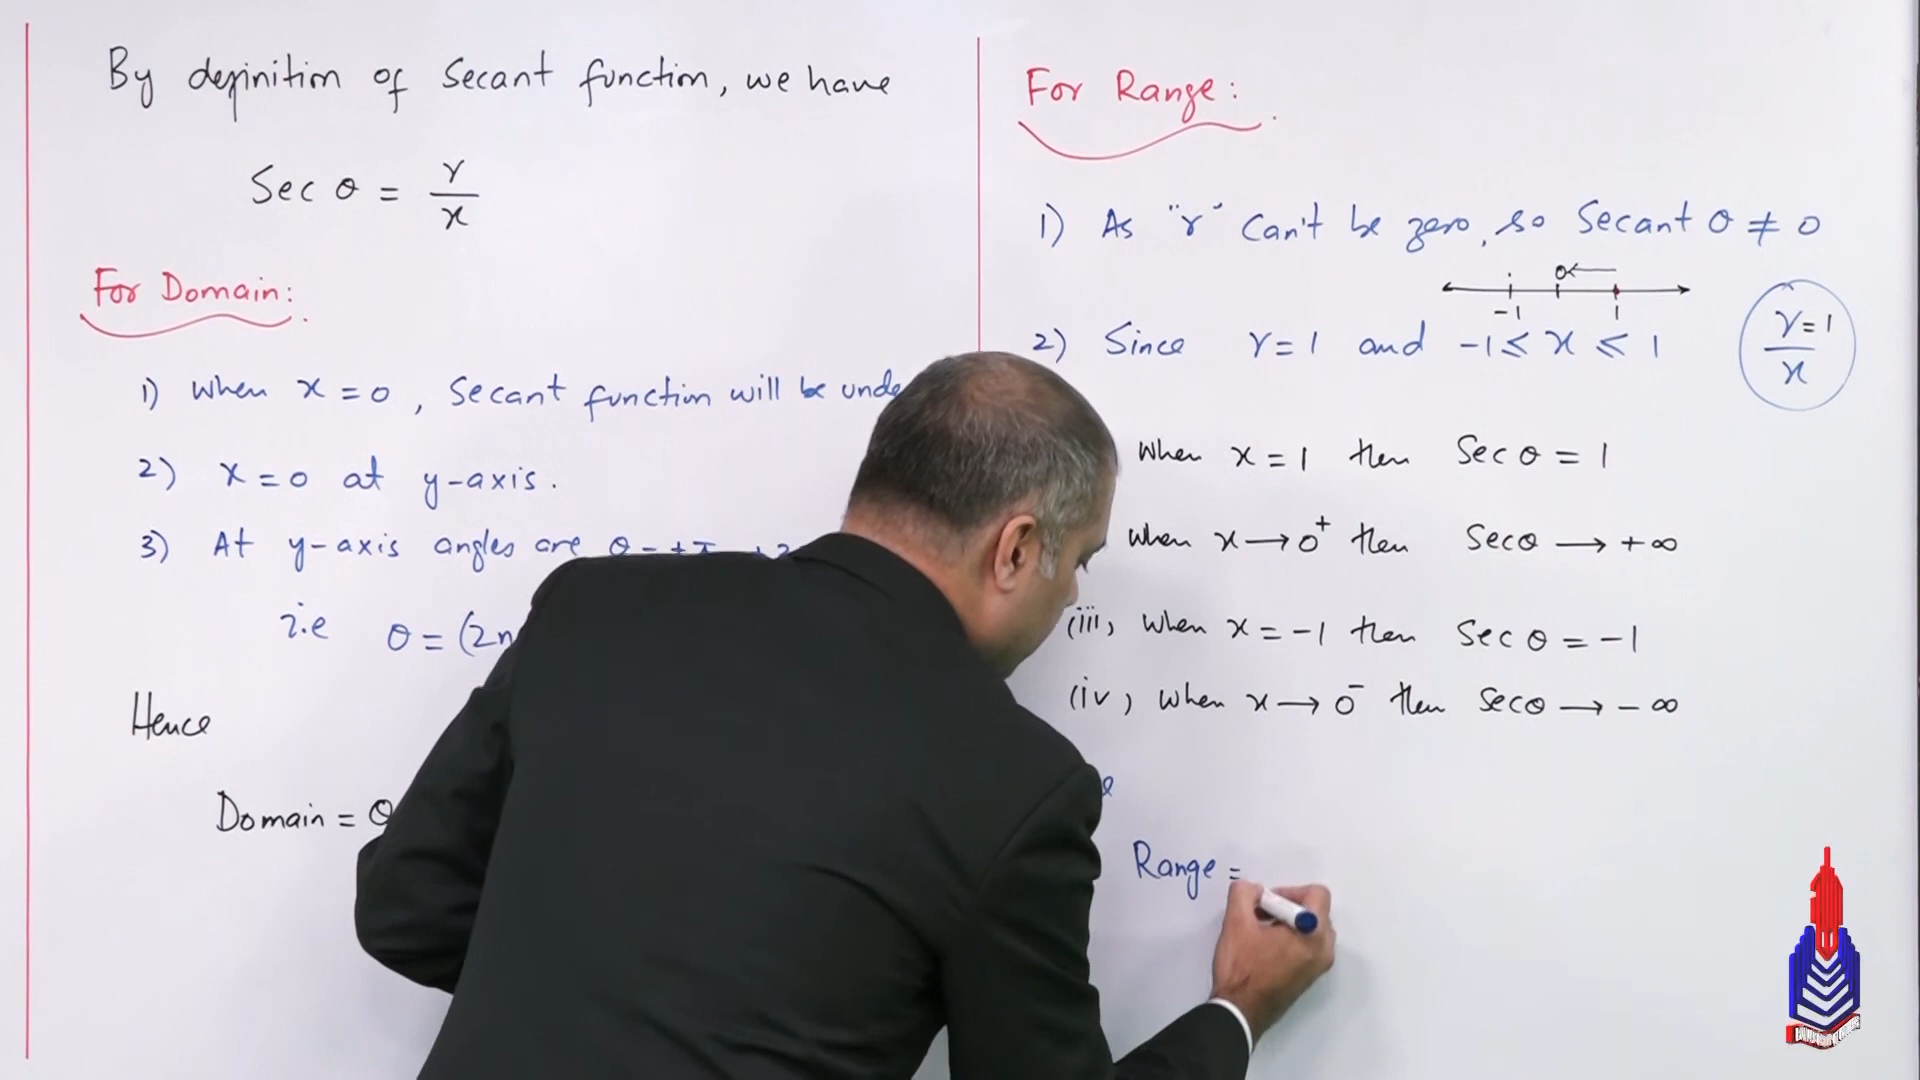 By definition of Secant function, we have
Sec θ = r/x
For Domain:
1) when x = 0, Secant function will be
2) x = 0 at y-axis.
3) At y-axis angles are θ =
i.e θ = (2n
Hence
Domain = θ
For Range:
1) As "r" can't be zero, so Secant θ ≠ 0
0
-1 1
2) Since r = 1 and -1 ≤ x ≤ 1
r = 1
x
when x = 1 then Sec θ = 1
when x → 0⁺ then Sec θ → +∞
(iii) when x = -1 then Sec θ = -1
(iv) when x → 0⁻ then Sec θ → -∞
Range =